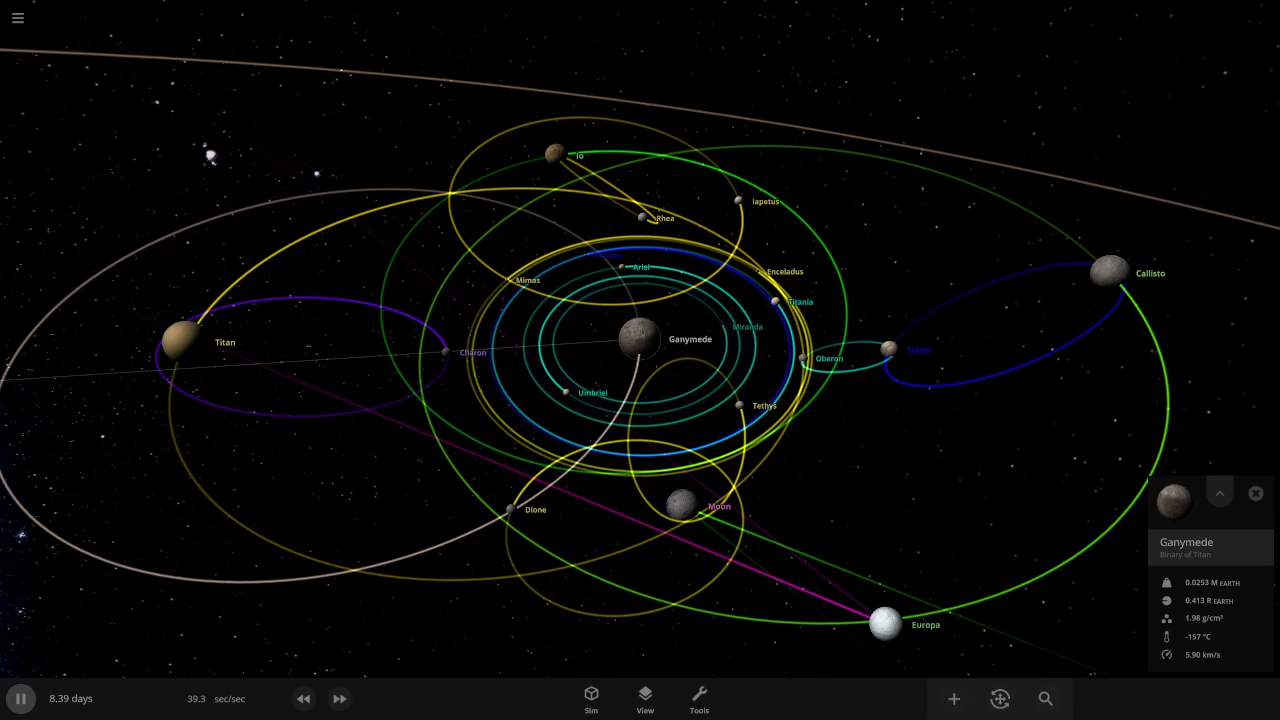 Io
Iapetus
Rhea
Ariel
Enceladus
Callisto
Mimas
Titania
Miranda
Titan
Ganymede
Charon
Oberon
Triton
Umbriel
Tethys
Dione
Moon
Europa
Ganymede
Binary of Titan
0.0253 M EARTH
0.413 R EARTH
1.98 g/cm³
-157 °C
5.90 km/s
8.39 days
39.3 sec/sec
Sim
View
Tools